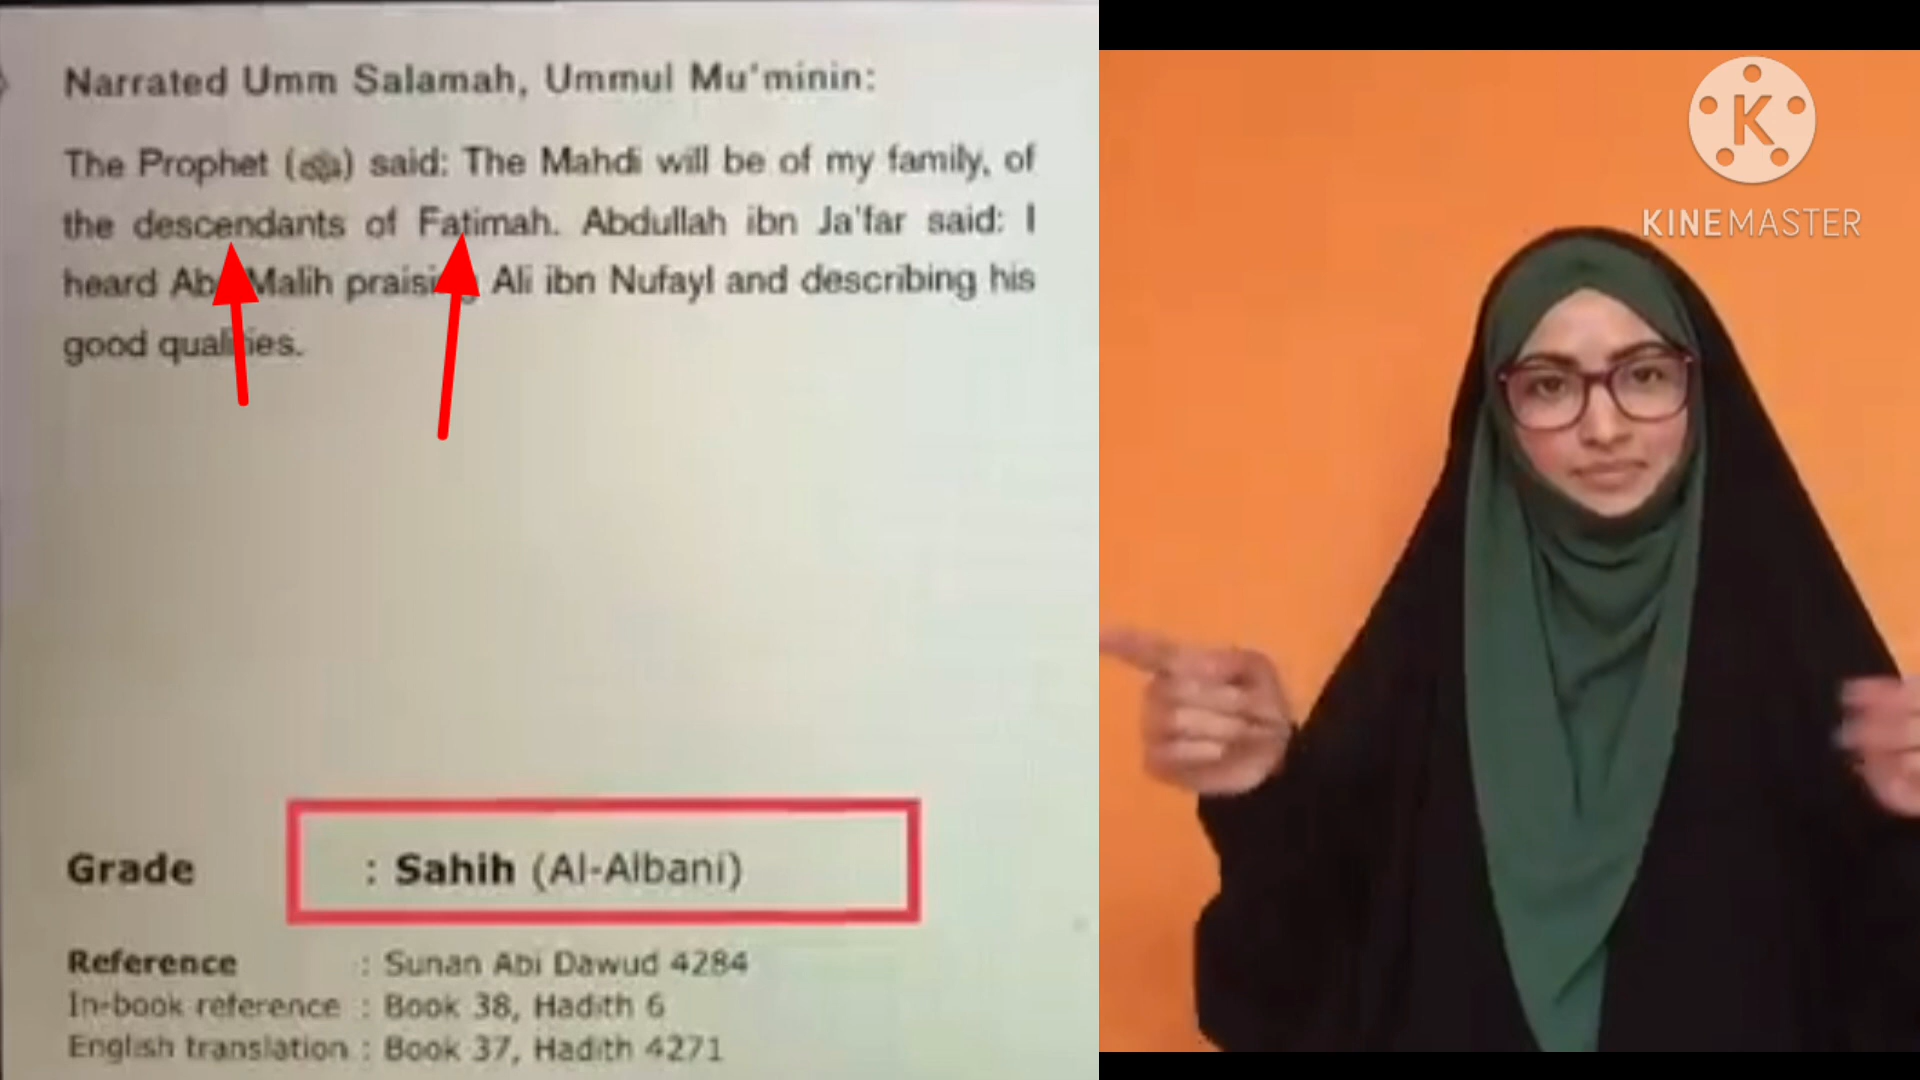 Narrated Umm Salamah, Ummul Mu'minin:
The Prophet (ﷺ) said: The Mahdi will be of my family, of
the descendants of Fatimah. Abdullah ibn Ja'far said: I
heard Malih Ali ibn Nufayl and describing his
good qualities.
Grade : Sahih (Al-Albani)
Reference : Sunan Abi Dawud 4284
In-book reference : Book 38, Hadith 6
English translation : Book 37, Hadith 4271
K
KINEMASTER